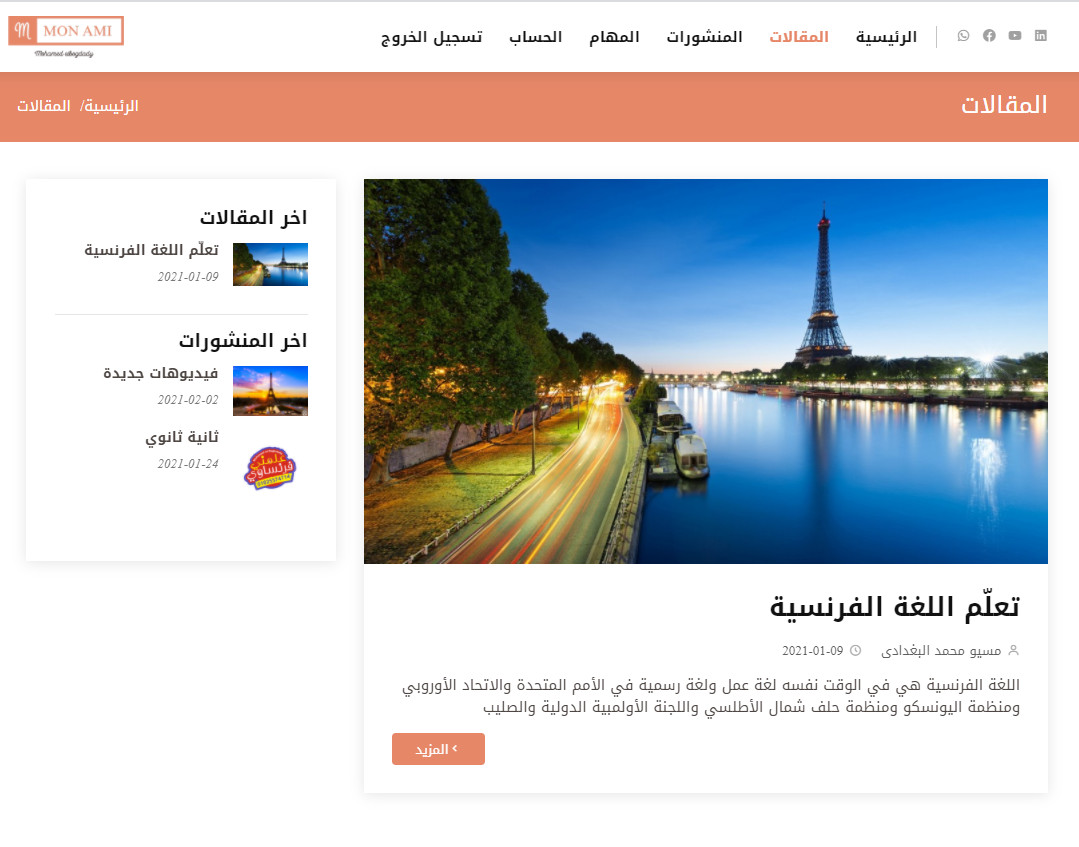 الرئيسية المقالات المنشورات المهام الحساب تسجيل الخروج
MON AMI
Mohamed elbogdady
المقالات
الرئيسية/ المقالات
تعلّم اللغة الفرنسية
مسيو محمد البغدادى 2021-01-09
اللغة الفرنسية هي في الوقت نفسه لغة عمل ولغة رسمية في الأمم المتحدة والاتحاد الأوروبي
ومنظمة اليونسكو ومنظمة حلف شمال الأطلسي واللجنة الأولمبية الدولية والصليب
المزيد
اخر المقالات
تعلّم اللغة الفرنسية
2021-01-09
اخر المنشورات
فيديوهات جديدة
2021-02-02
ثانية ثانوي
2021-01-24
فرنساوي